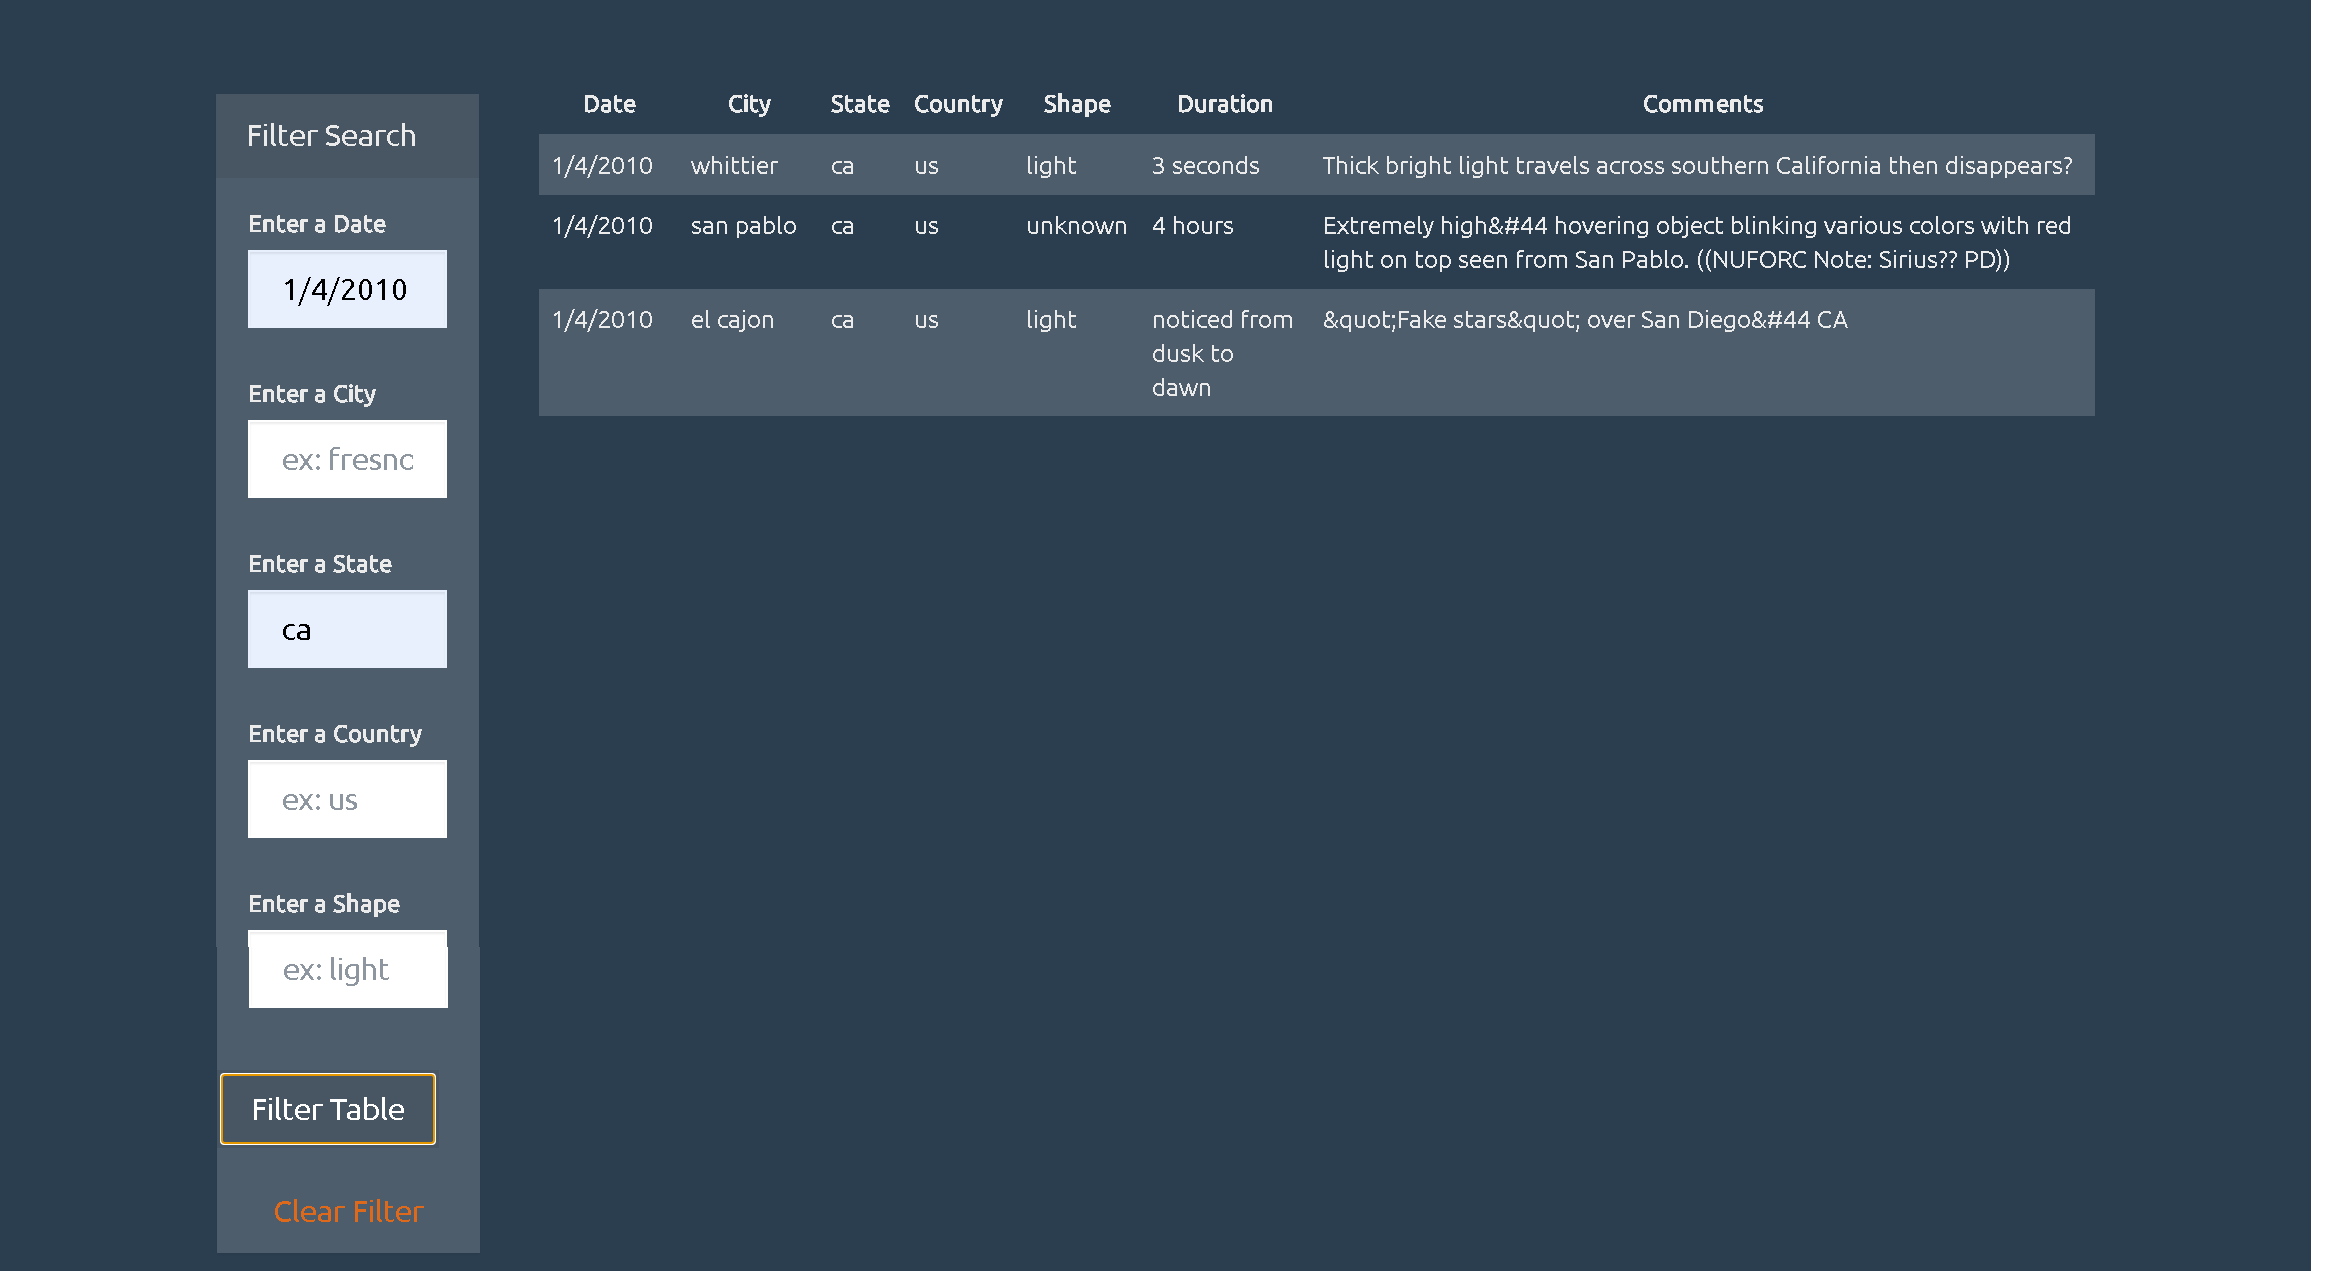 Filter Search
Enter a Date
1/4/2010
Enter a City
ex: fresno
Enter a State
ca
Enter a Country
ex: us
Enter a Shape
ex: light
Filter Table
Clear Filter
Date City State Country Shape Duration Comments
1/4/2010 whittier ca us light 3 seconds Thick bright light travels across southern California then disappears?
1/4/2010 san pablo ca us unknown 4 hours Extremely high&#44 hovering object blinking various colors with red
light on top seen from San Pablo. ((NUFORC Note: Sirius?? PD))
1/4/2010 el cajon ca us light noticed from &quot;Fake stars&quot; over San Diego&#44 CA
dusk to
dawn